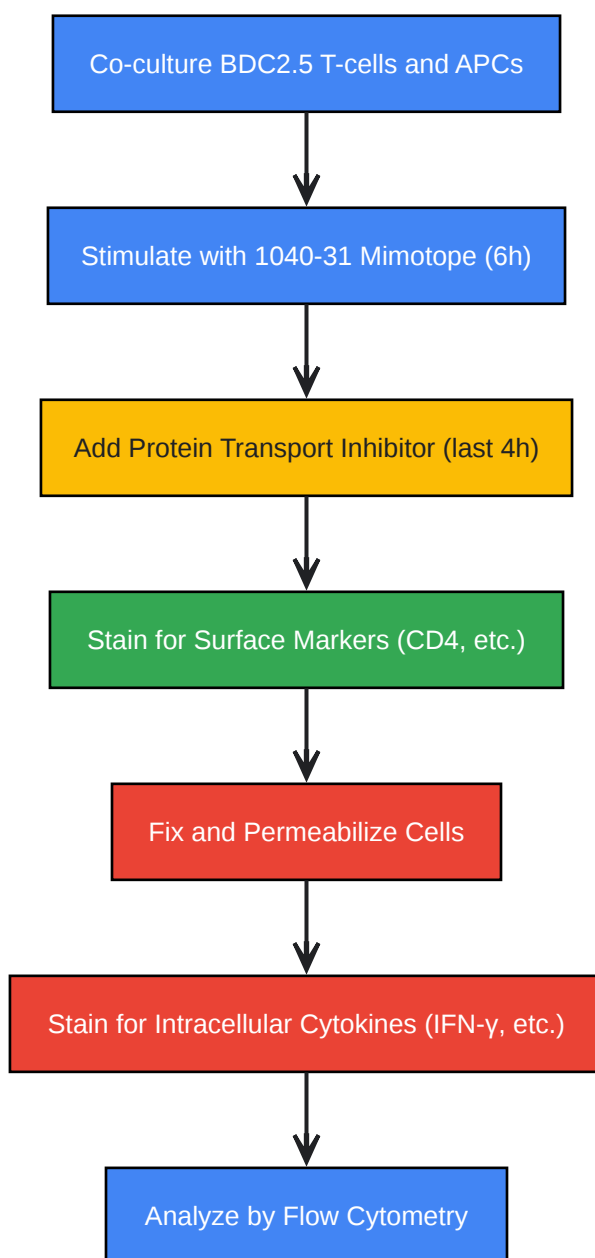 Co-culture BDC2.5 T-cells and APCs
Stimulate with 1040-31 Mimotope (6h)
Add Protein Transport Inhibitor (last 4h)
Stain for Surface Markers (CD4, etc.)
Fix and Permeabilize Cells
Stain for Intracellular Cytokines (IFN-γ, etc.)
Analyze by Flow Cytometry